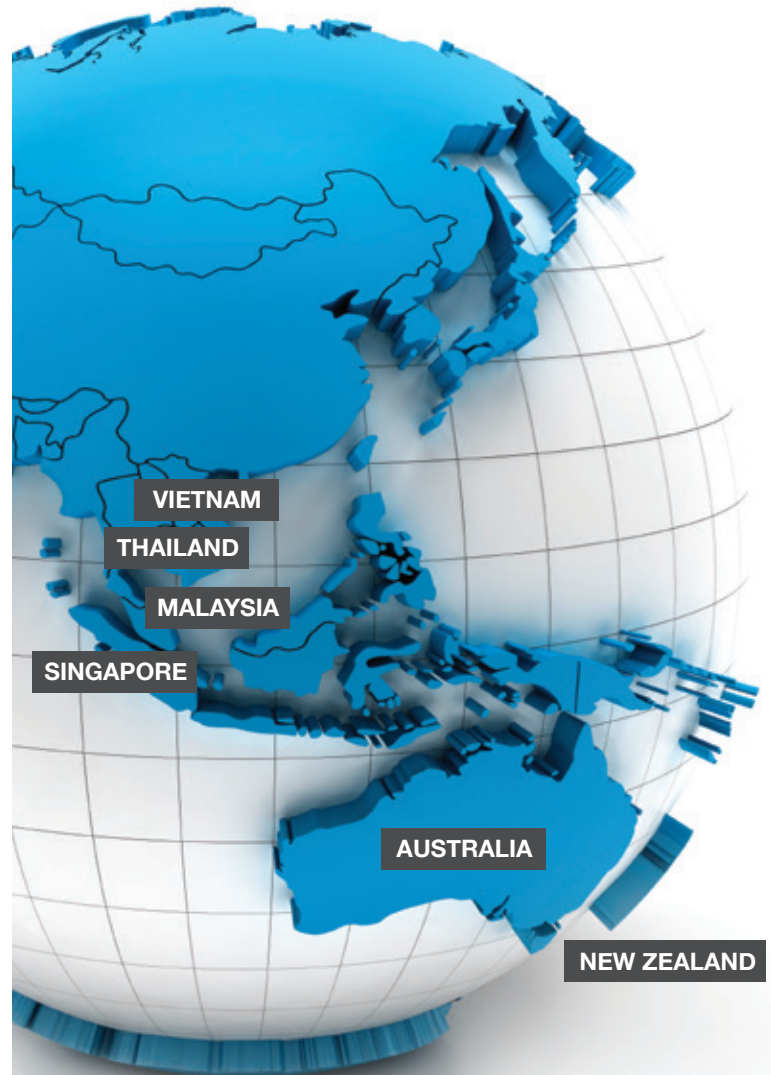 VIETNAM
THAILAND
MALAYSIA
SINGAPORE
AUSTRALIA
NEW ZEALAND